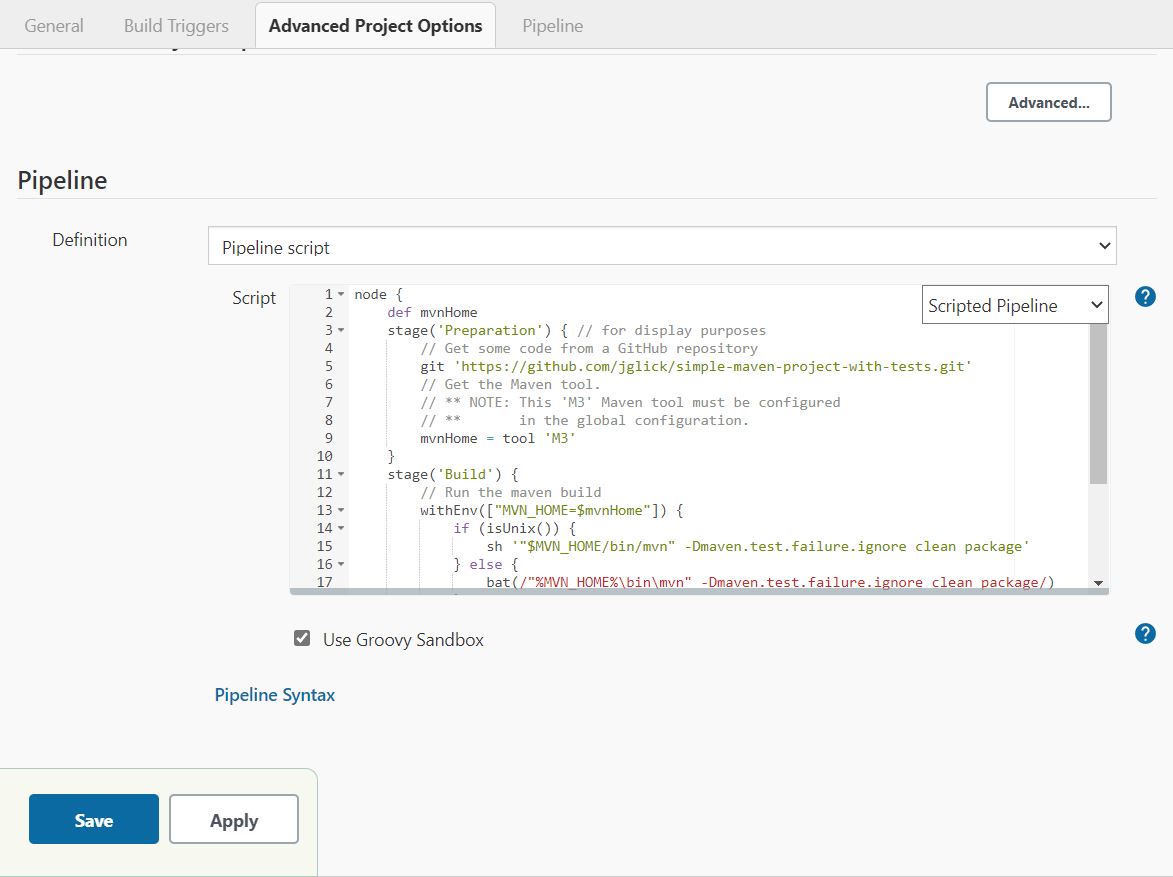 General Build Triggers Advanced Project Options Pipeline
Advanced...
Pipeline
Definition
Pipeline script
Script
Scripted Pipeline
1 node {
2 def mvnHome
3 stage('Preparation') { // for display purposes
4 // Get some code from a GitHub repository
5 git 'https://github.com/jglick/simple-maven-project-with-tests.git'
6 // Get the Maven tool.
7 // ** NOTE: This 'M3' Maven tool must be configured
8 // ** in the global configuration.
9 mvnHome = tool 'M3'
10 }
11 stage('Build') {
12 // Run the maven build
13 withEnv(["MVN_HOME=$mvnHome"]) {
14 if (isUnix()) {
15 sh '"$MVN_HOME/bin/mvn" -Dmaven.test.failure.ignore clean package'
16 } else {
17 bat(/"%MVN_HOME%\bin\mvn" -Dmaven.test.failure.ignore clean package/)
Use Groovy Sandbox
Pipeline Syntax
Save Apply